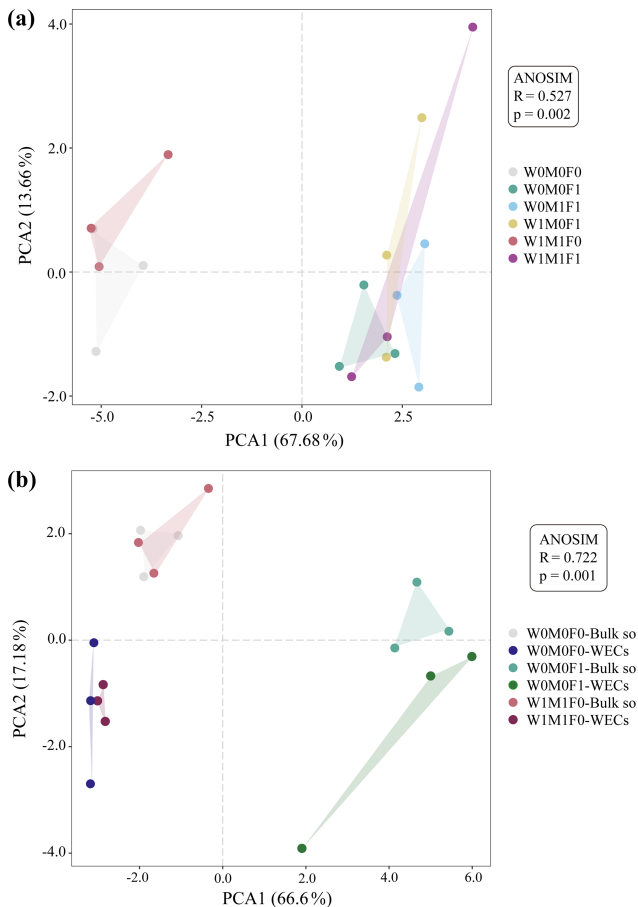 (a)
4.0
2.0
0.0
-2.0
PCA2 (13.66%)
-5.0
-2.5
0.0
2.5
PCA1 (67.68%)
ANOSIM
R = 0.527
p = 0.002
W0M0F0
W0M0F1
W0M1F1
W1M0F1
W1M1F0
W1M1F1
(b)
2.0
0.0
-2.0
-4.0
PCA2 (17.18%)
-2.0
0.0
2.0
4.0
6.0
PCA1 (66.6%)
ANOSIM
R = 0.722
p = 0.001
W0M0F0-Bulk so
W0M0F0-WECs
W0M0F1-Bulk so
W0M0F1-WECs
W1M1F0-Bulk so
W1M1F0-WECs